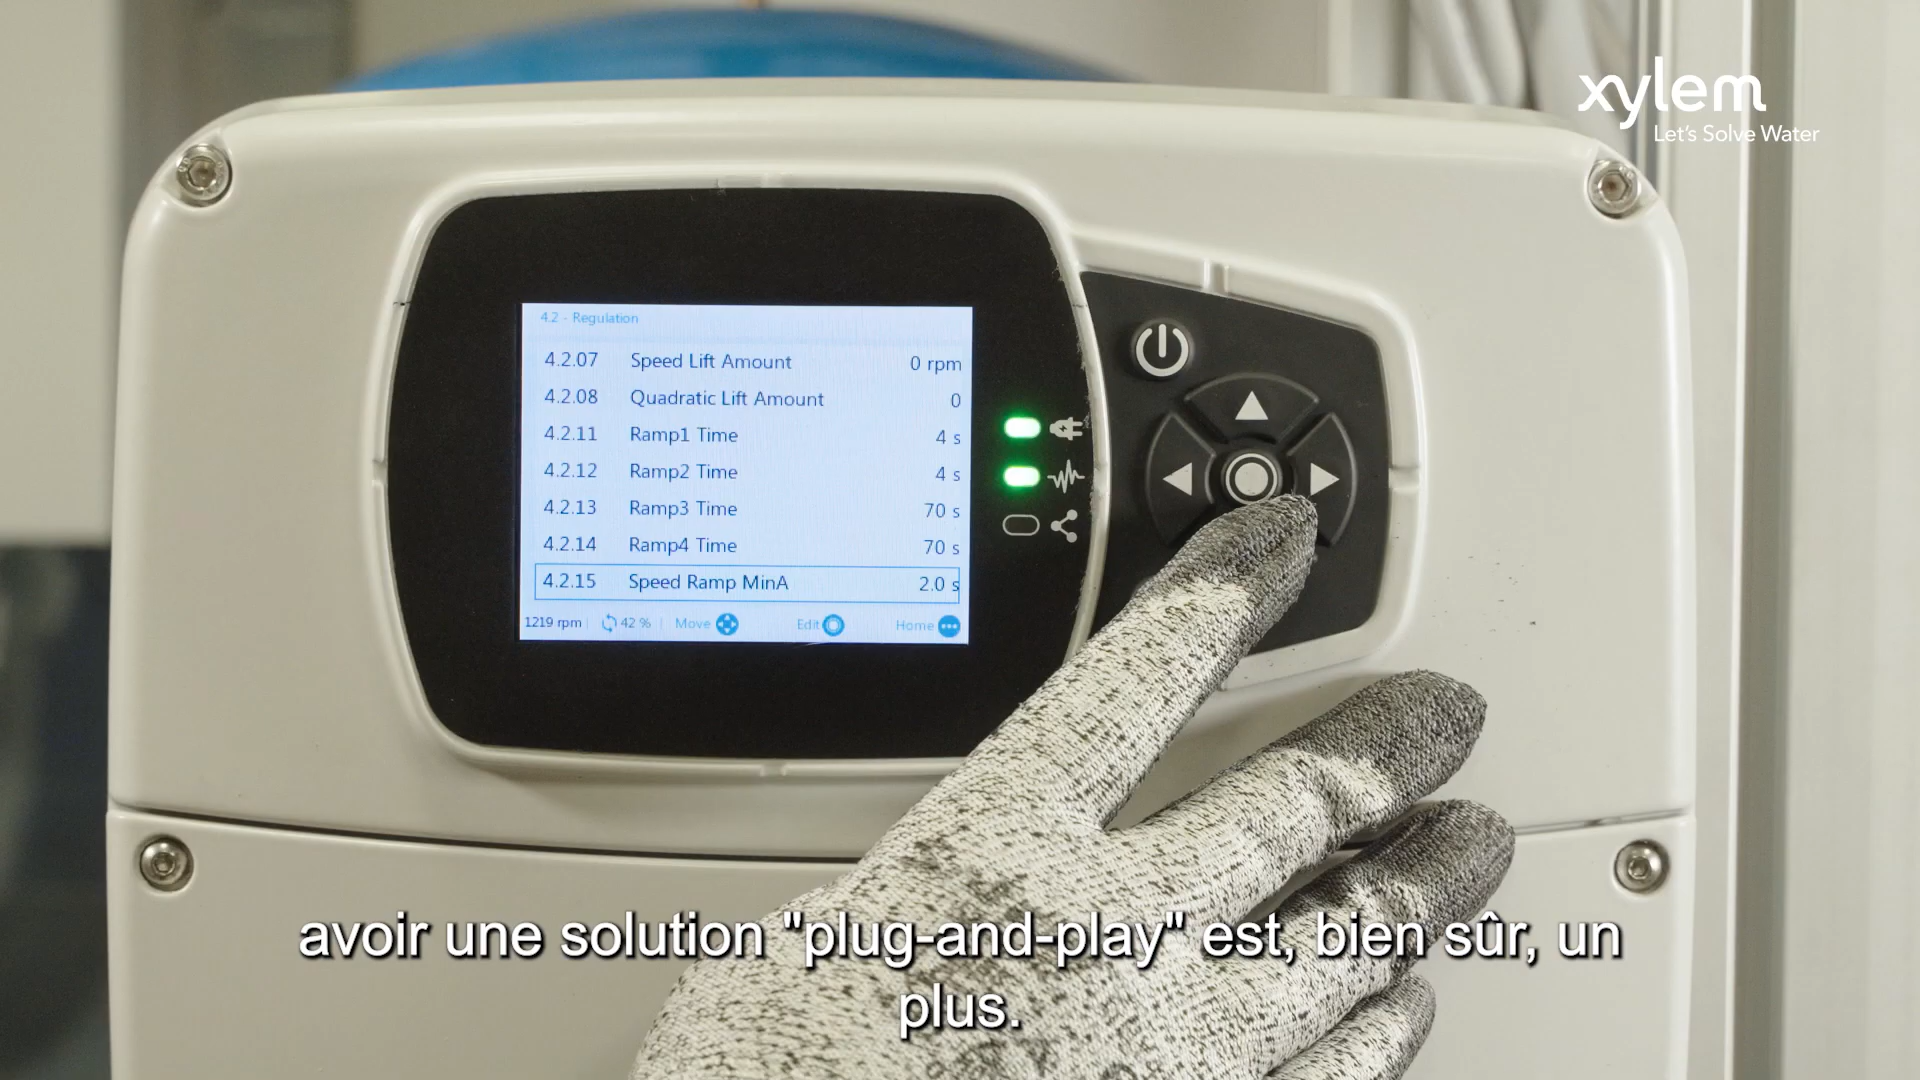 xylem
Let's Solve Water
4.2 - Regulation
4.2.07 Speed Lift Amount 0 rpm
4.2.08 Quadratic Lift Amount 0
4.2.11 Ramp1 Time 4 s
4.2.12 Ramp2 Time 4 s
4.2.13 Ramp3 Time 70 s
4.2.14 Ramp4 Time 70 s
4.2.15 Speed Ramp MinA 2.0 s
1219 rpm 42 % Move Edit Home
avoir une solution "plug-and-play" est, bien sûr, un
plus.